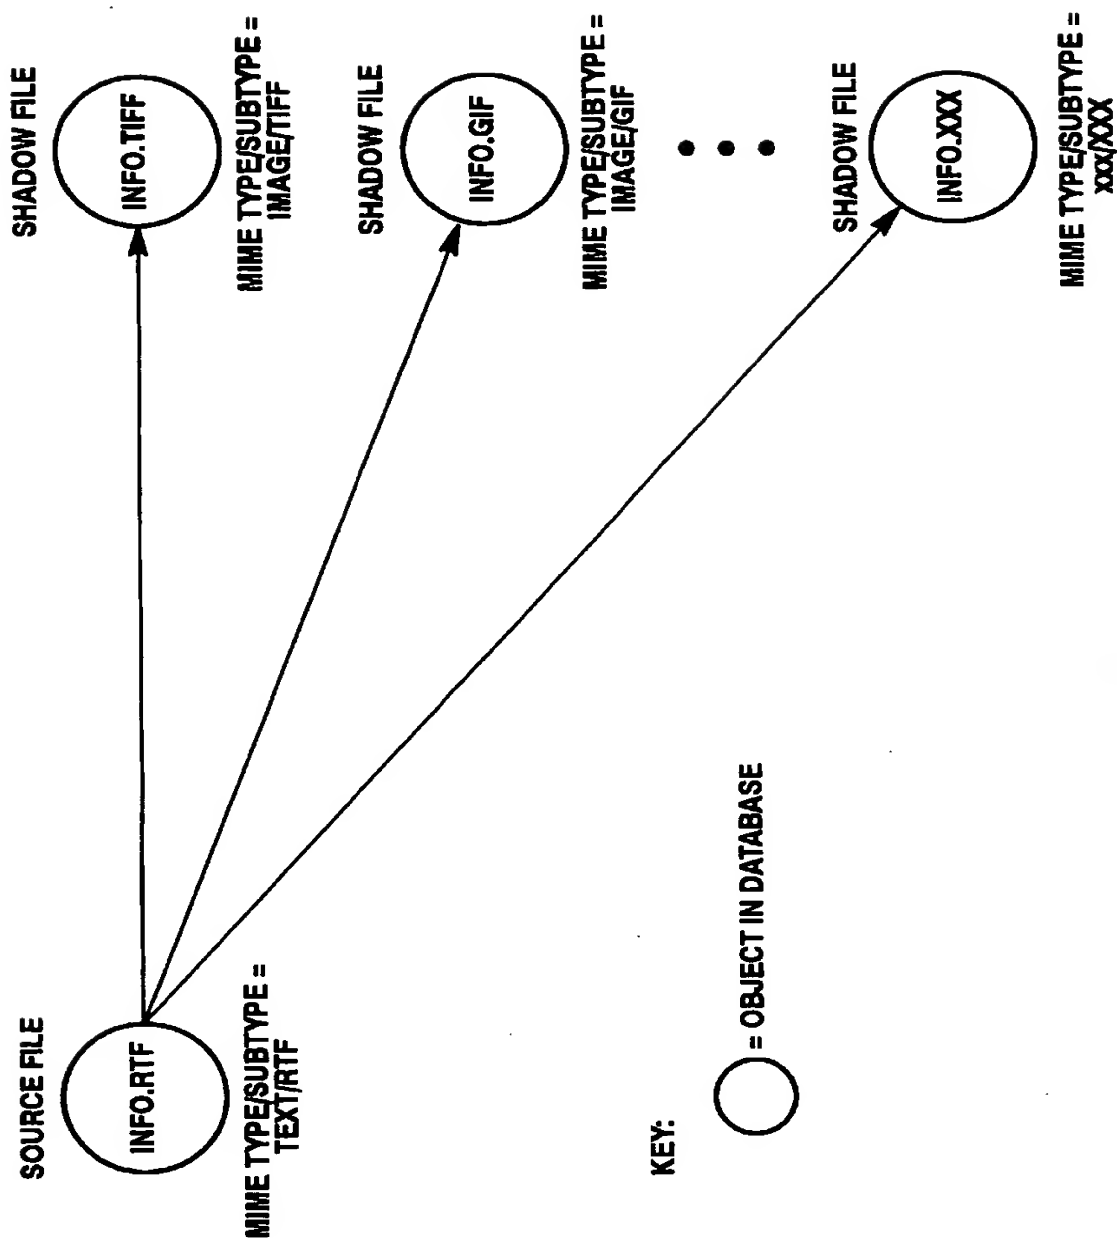 SOURCE FILE
INFO.RTF
MIME TYPE/SUBTYPE =
TEXT/RTF
SHADOW FILE
INFO.TIFF
MIME TYPE/SUBTYPE =
IMAGE/TIFF
SHADOW FILE
INFO.GIF
MIME TYPE/SUBTYPE =
IMAGE/GIF
SHADOW FILE
INFO.XXX
MIME TYPE/SUBTYPE =
XXX/XXX
KEY:
= OBJECT IN DATABASE